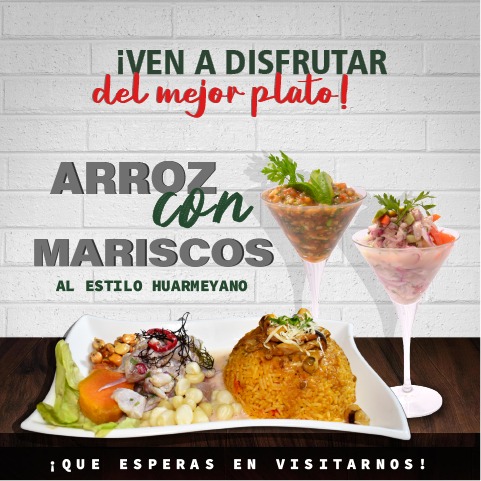 ¡VEN A DISFRUTAR
del mejor plato!
ARROZ
con
MARISCOS
AL ESTILO HUARMEYANO
¡QUE ESPERAS EN VISITARNOS!